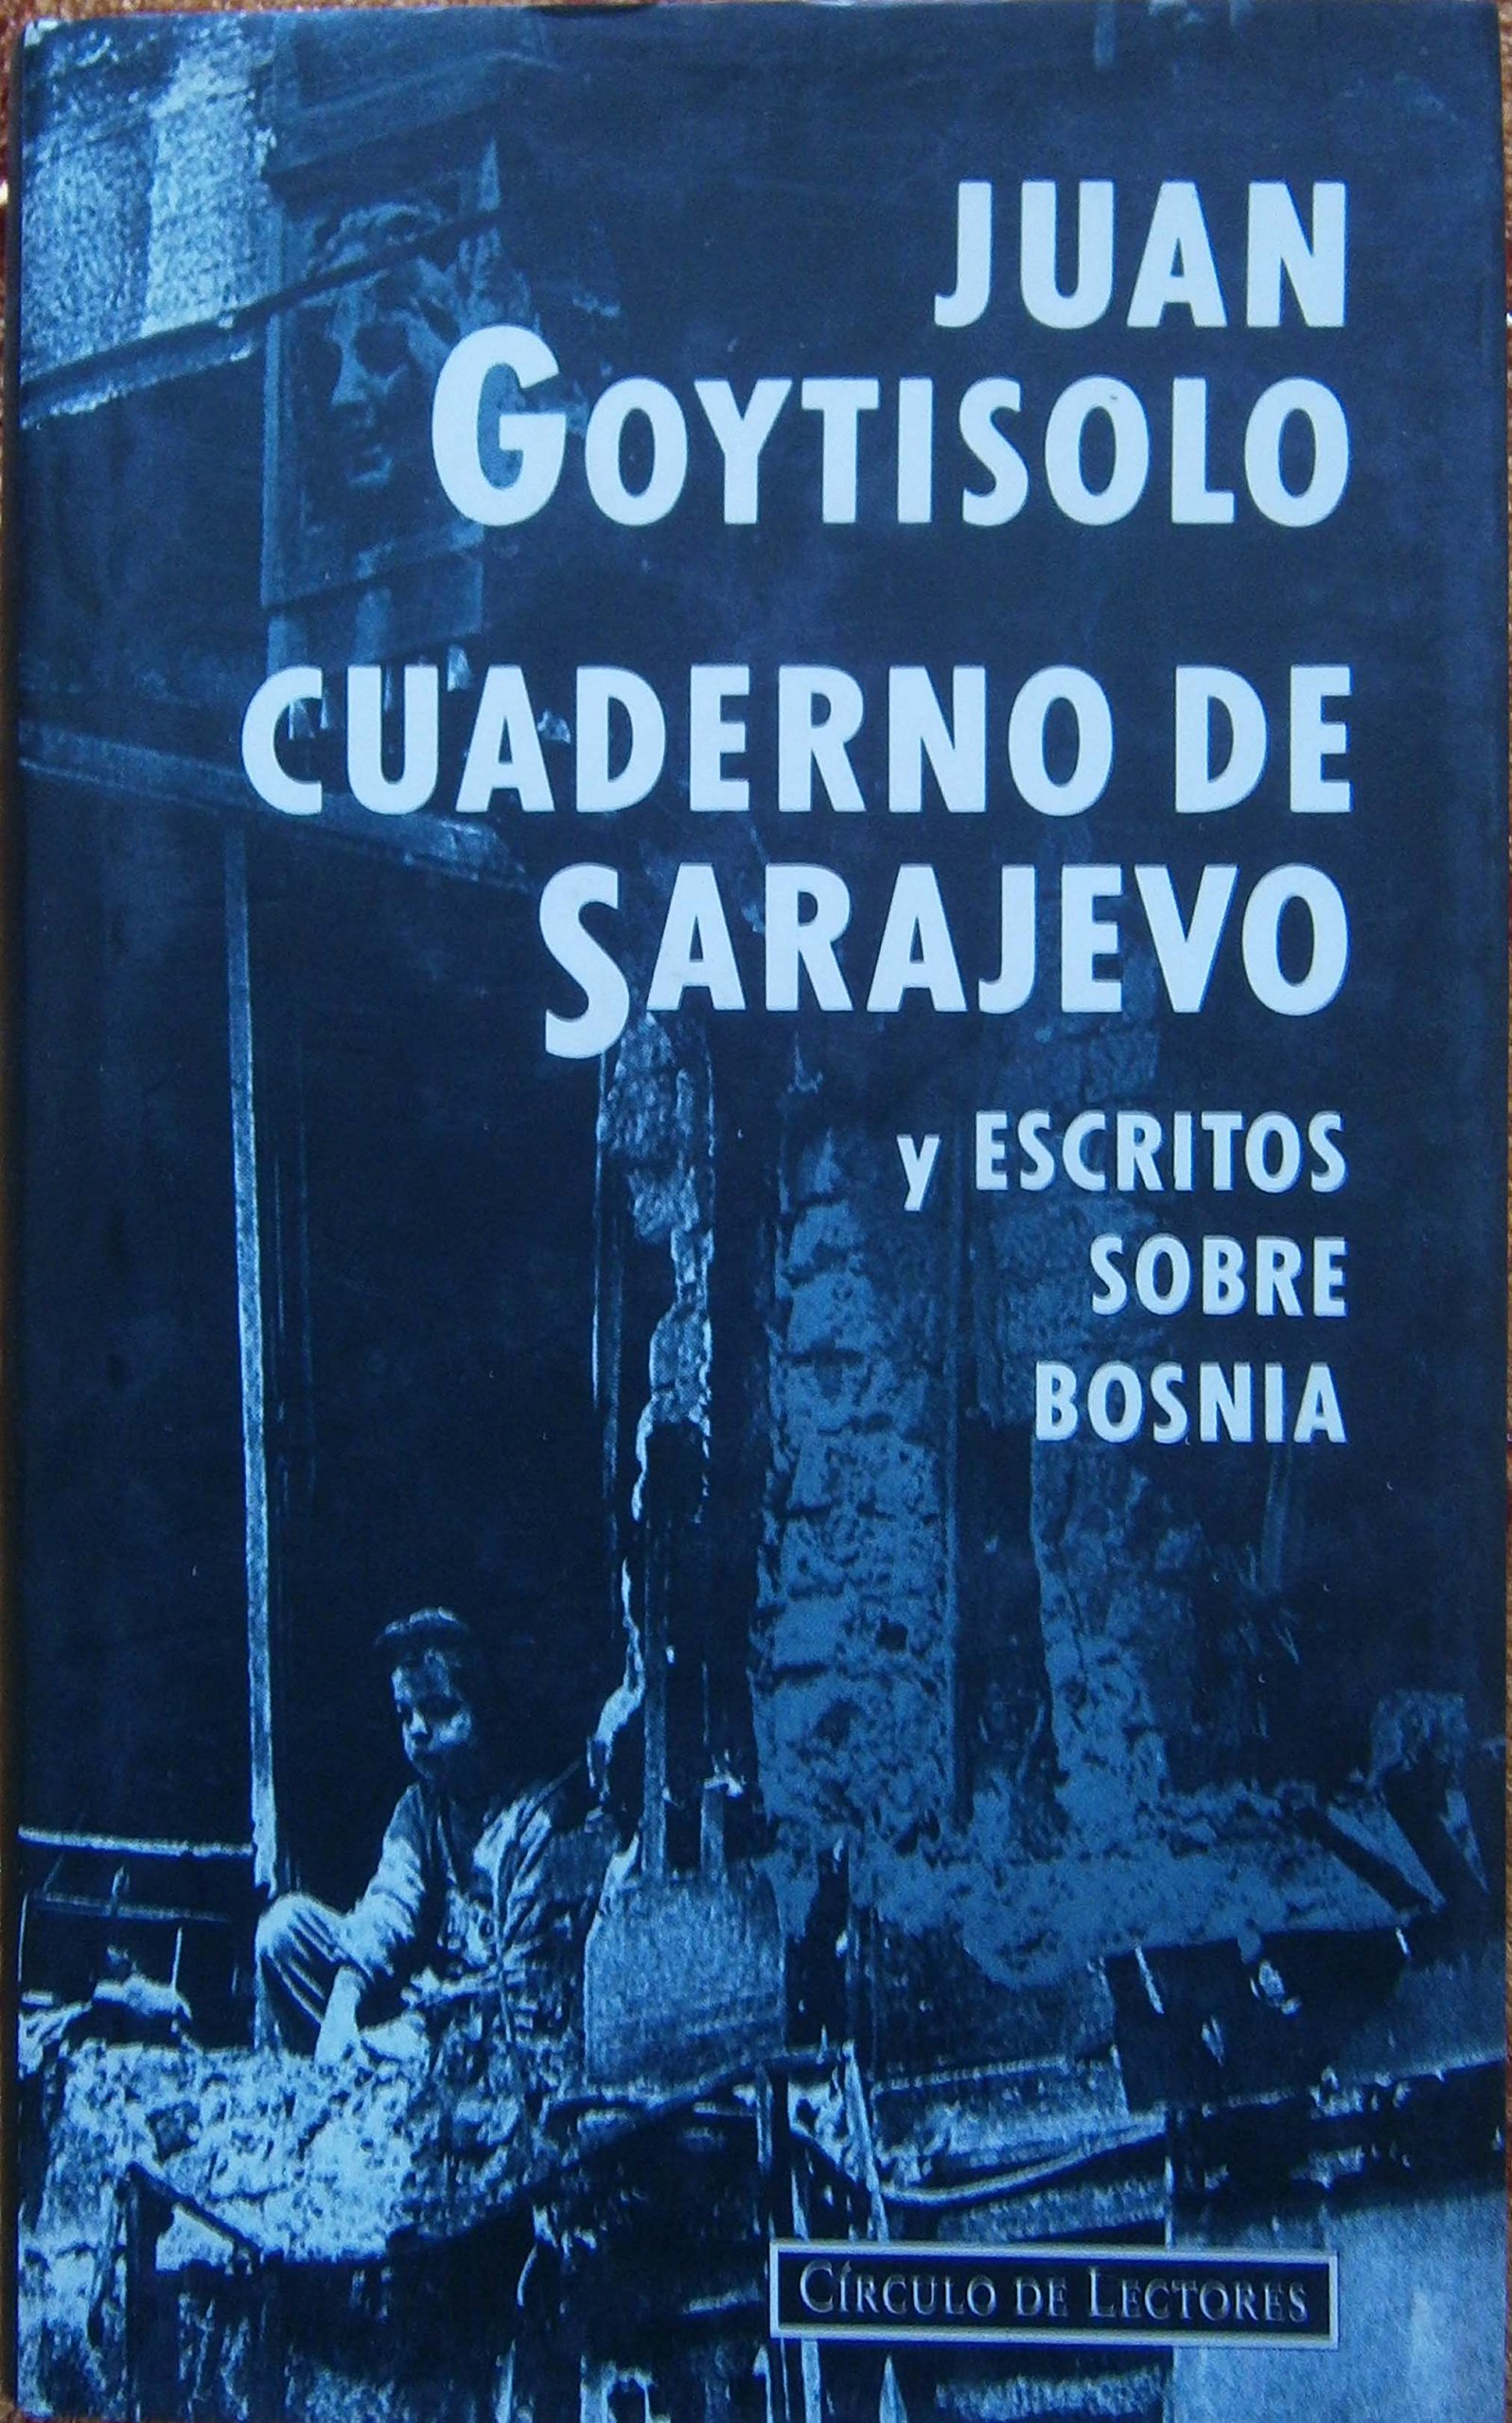 JUAN
GOYTISOLO
CUADERNO DE
SARAJEVO
y ESCRITOS
SOBRE
BOSNIA
CÍRCULO DE LECTORES